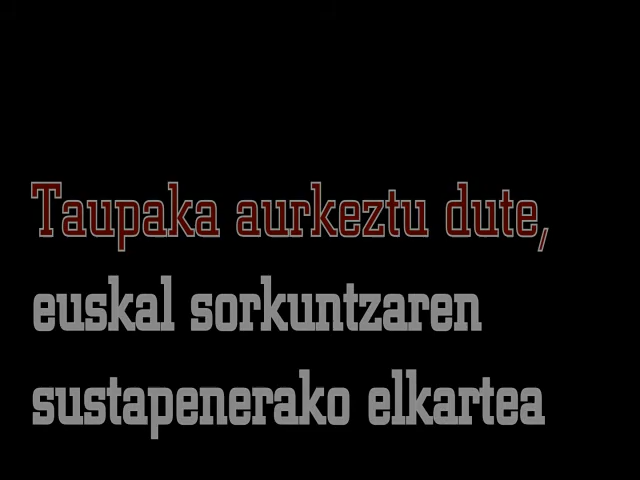 Taupaka aurkeztu dute,
euskal sorkuntzaren
sustapenerako elkartea